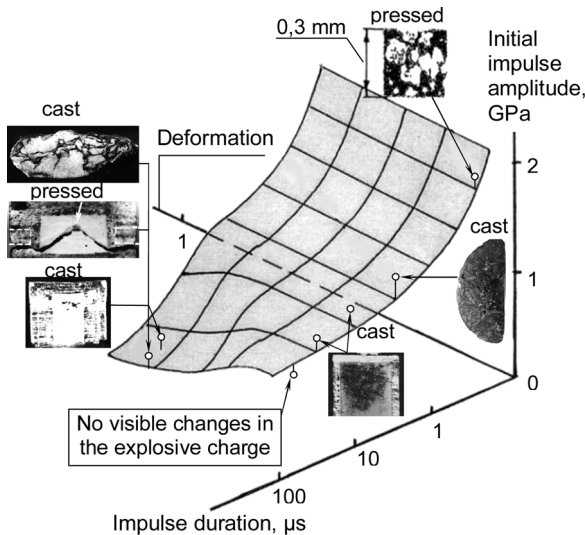 pressed
0,3 mm
Initial
impulse
amplitude,
GPa
cast
Deformation
pressed
cast
cast
cast
1
2
1
0
1
10
100
No visible changes in
the explosive charge
Impulse duration, µs